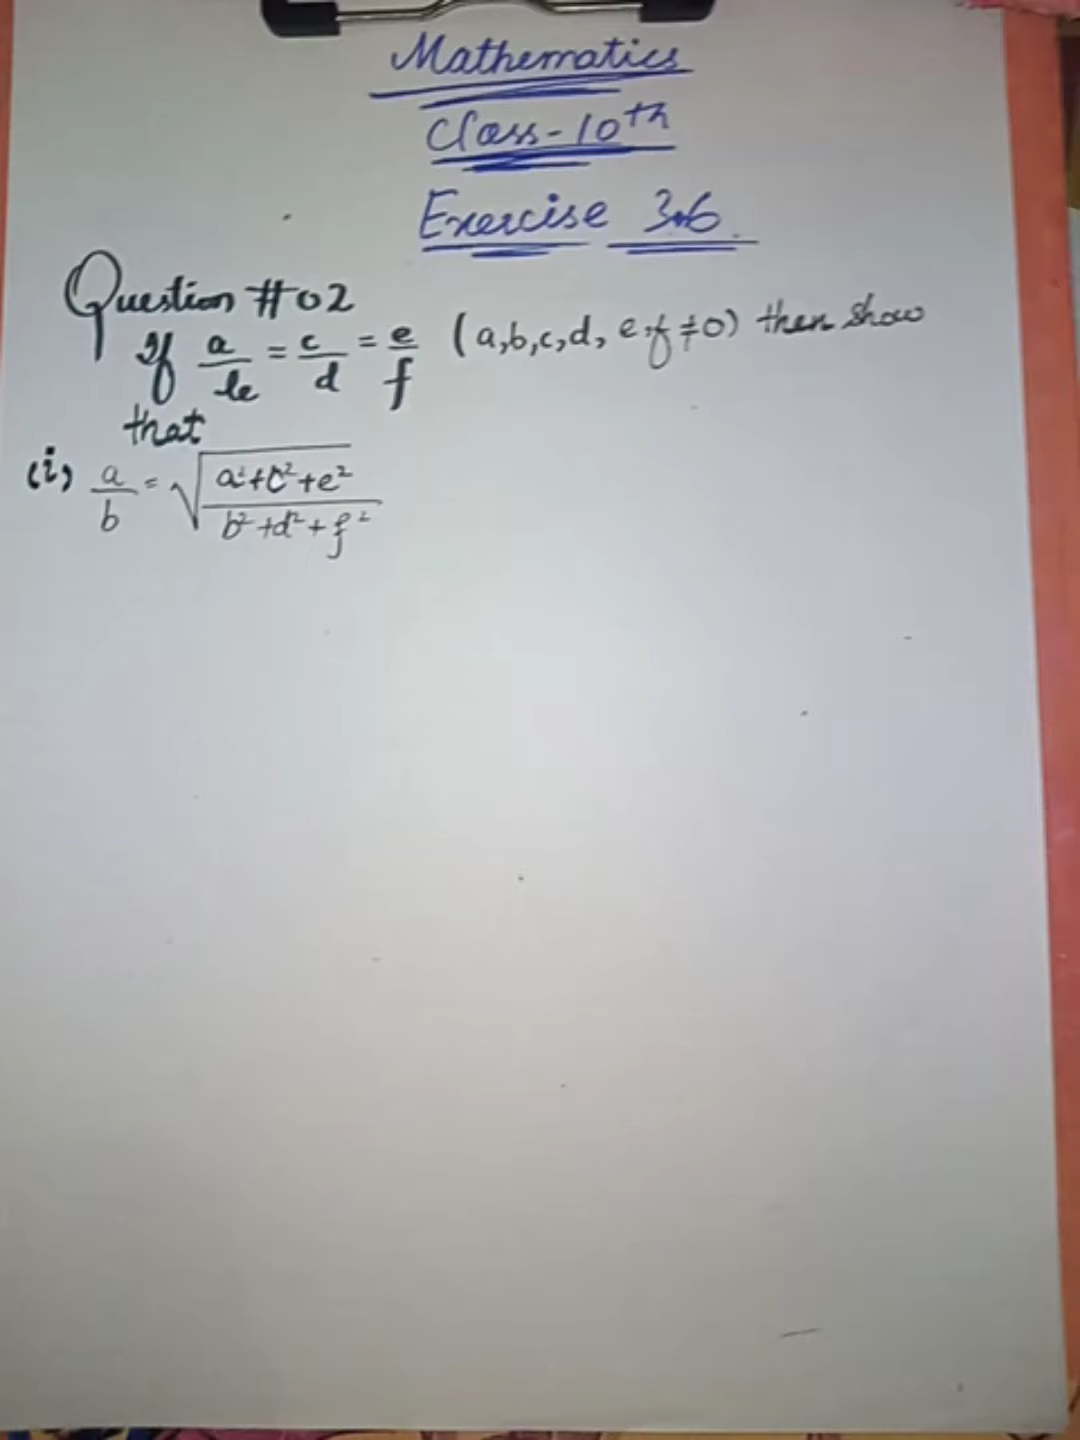 Mathematics
Class-10th
Exercise 3.6
Question #02
If a/b = c/d = e/f (a,b,c,d, e,f ≠0) then show
that
(i) a/b = √(a²+c²+e²/b²+d²+f²)